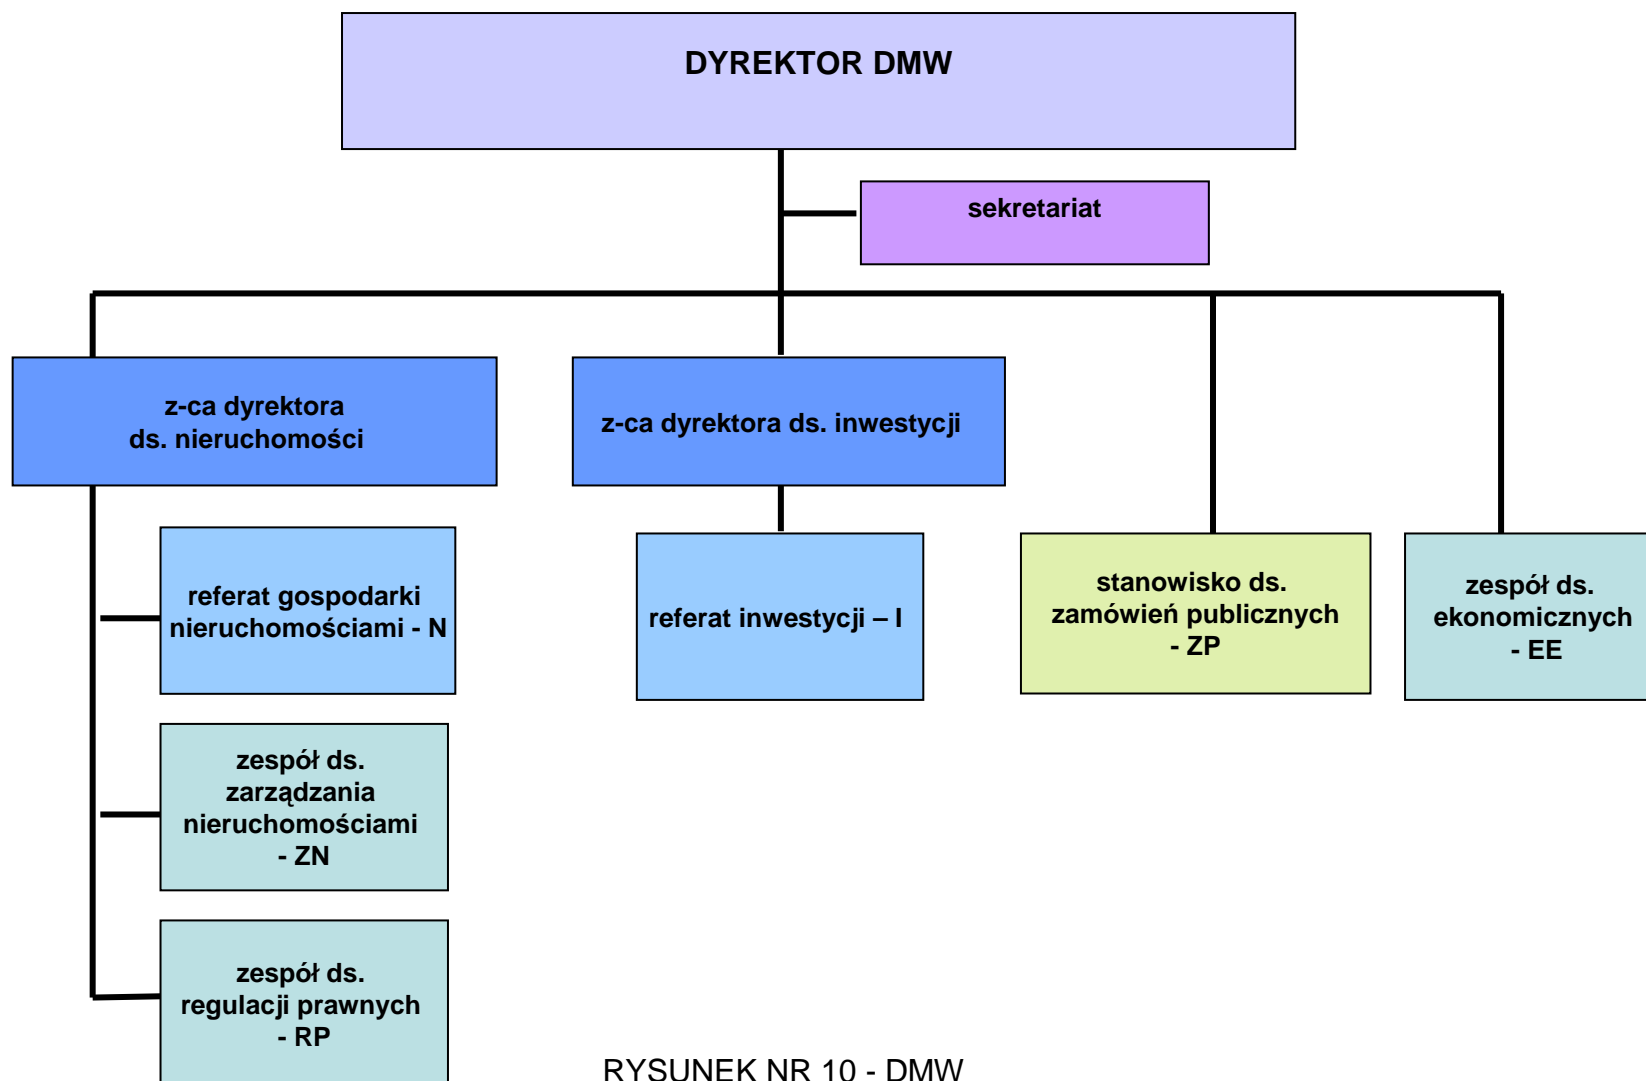 DYREKTOR DMW
sekretariat
z-ca dyrektora
ds. nieruchomości
z-ca dyrektora ds. inwestycji
referat gospodarki
nieruchomościami - N
referat inwestycji – I
stanowisko ds.
zamówień publicznych
- ZP
zespół ds.
ekonomicznych
- EE
zespół ds.
zarządzania
nieruchomościami
- ZN
zespół ds.
regulacji prawnych
- RP
RYSUNEK NR 10 - DMW